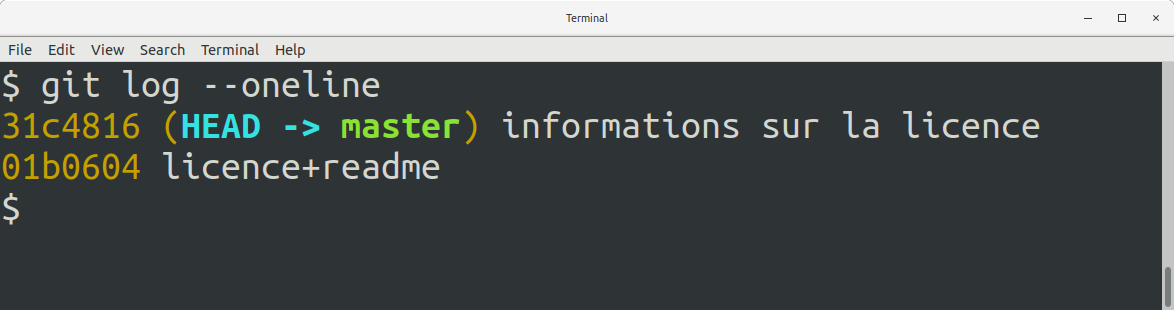 Terminal
File Edit View Search Terminal Help
$ git log --oneline
31c4816 (HEAD -> master) informations sur la licence
01b0604 licence+readme
$